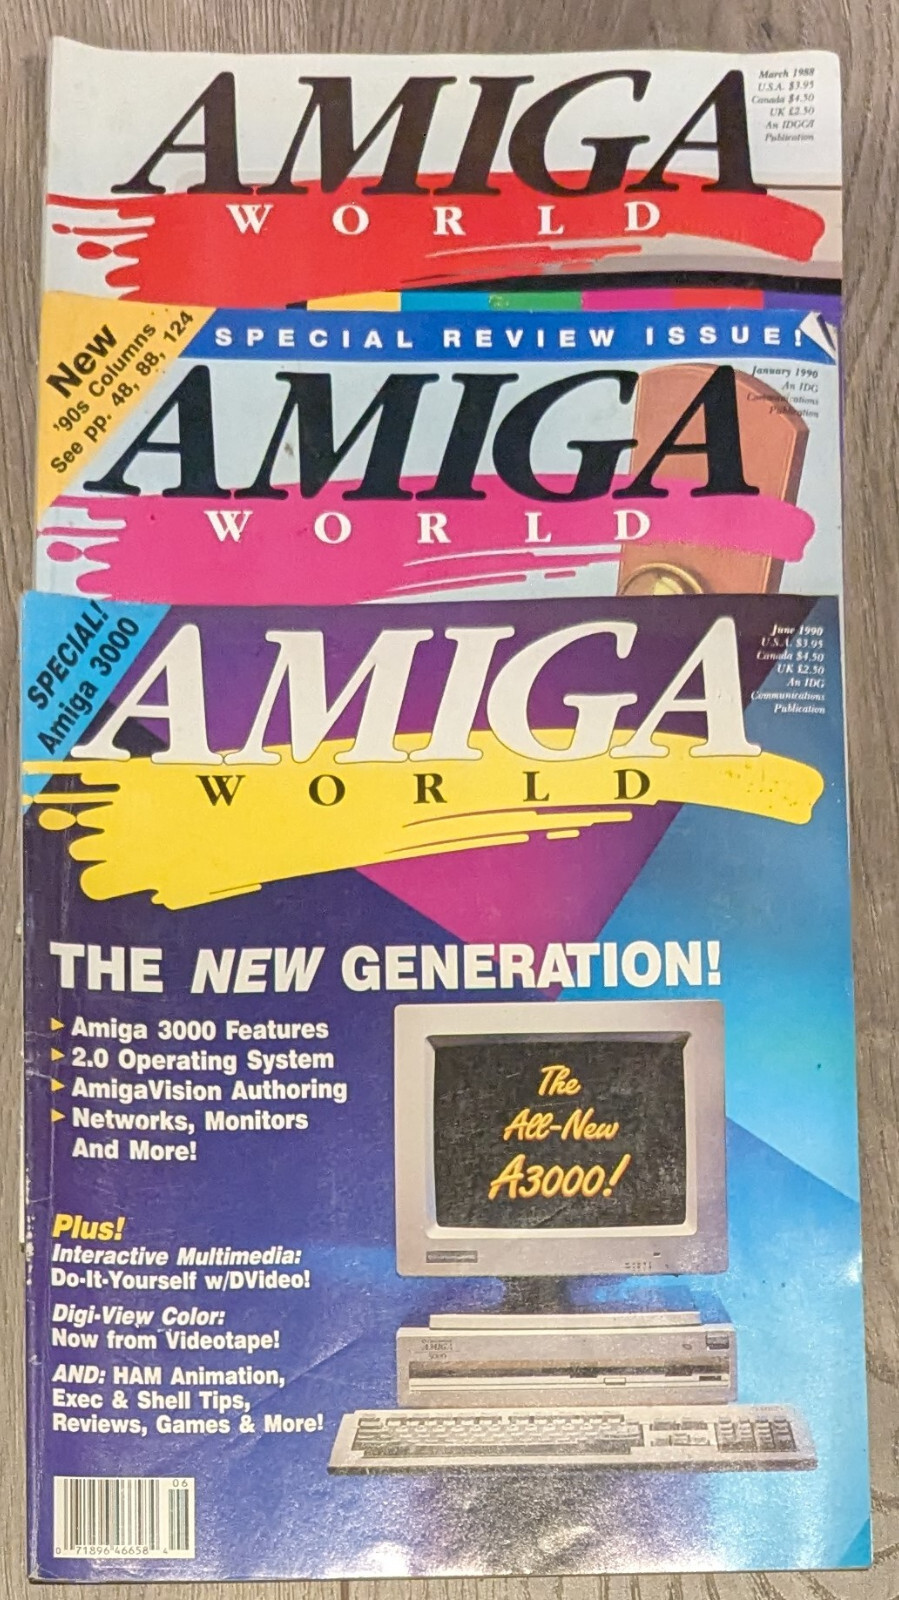 AMIGA
WORLD
March 1988
U.S.A. $3.95
Canada $4.50
UK £2.50
An IDGC/I
Publication
SPECIAL REVIEW ISSUE!
New
'90s Columns
See pp. 48, 88, 124
AMIGA
WORLD
January 1990
An IDG
Communications
Publication
SPECIAL!
Amiga 3000
AMIGA
WORLD
June 1990
U.S.A. $3.95
Canada $4.50
UK £2.50
An IDG
Communications
Publication
THE NEW GENERATION!
Amiga 3000 Features
2.0 Operating System
AmigaVision Authoring
Networks, Monitors
And More!
The
All-New
A3000!
Plus!
Interactive Multimedia:
Do-It-Yourself w/DVideo!
Digi-View Color:
Now from Videotape!
AND: HAM Animation,
Exec & Shell Tips,
Reviews, Games & More!
AMIGA
3000
06
0 71896 46658 4